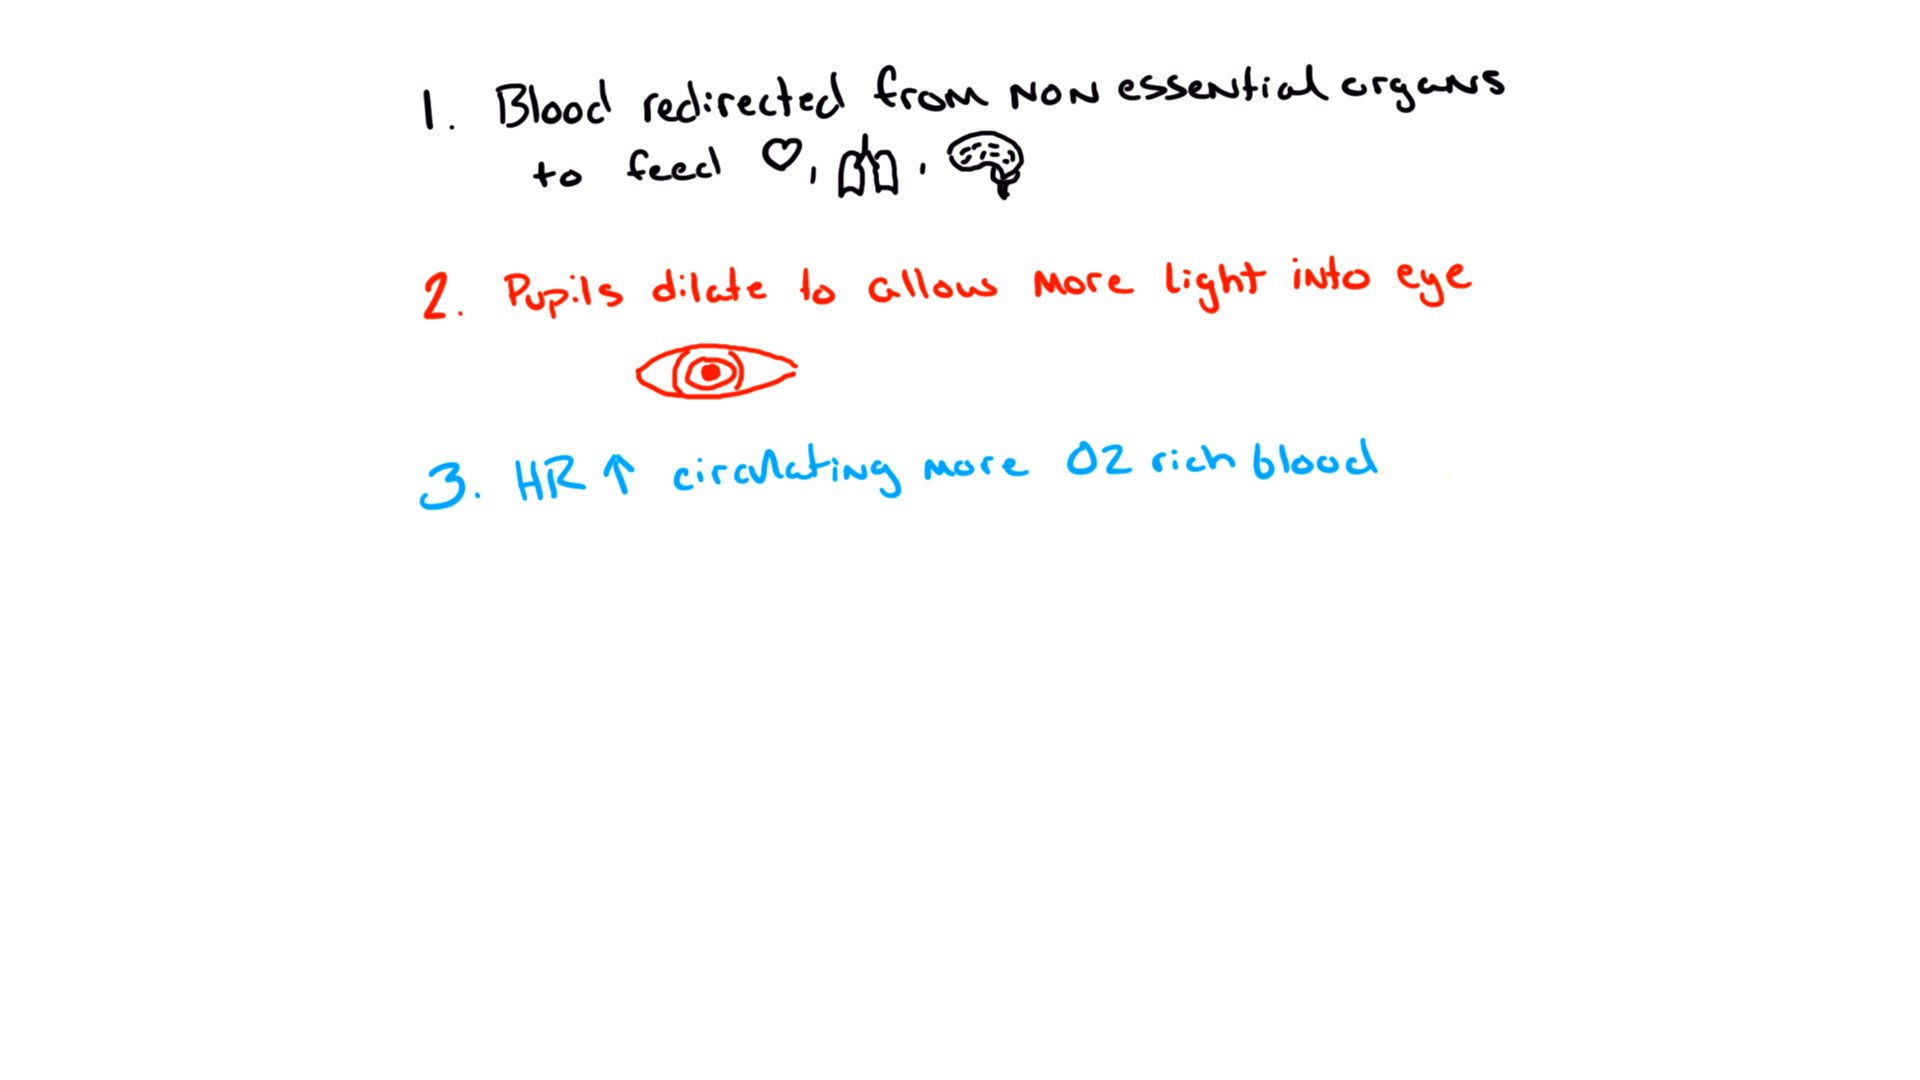 1. Blood redirected from NON essential organs
to feed , ,
2. Pupils dilate to allow more light into eye
3. HR ↑ circulating more O2 rich blood